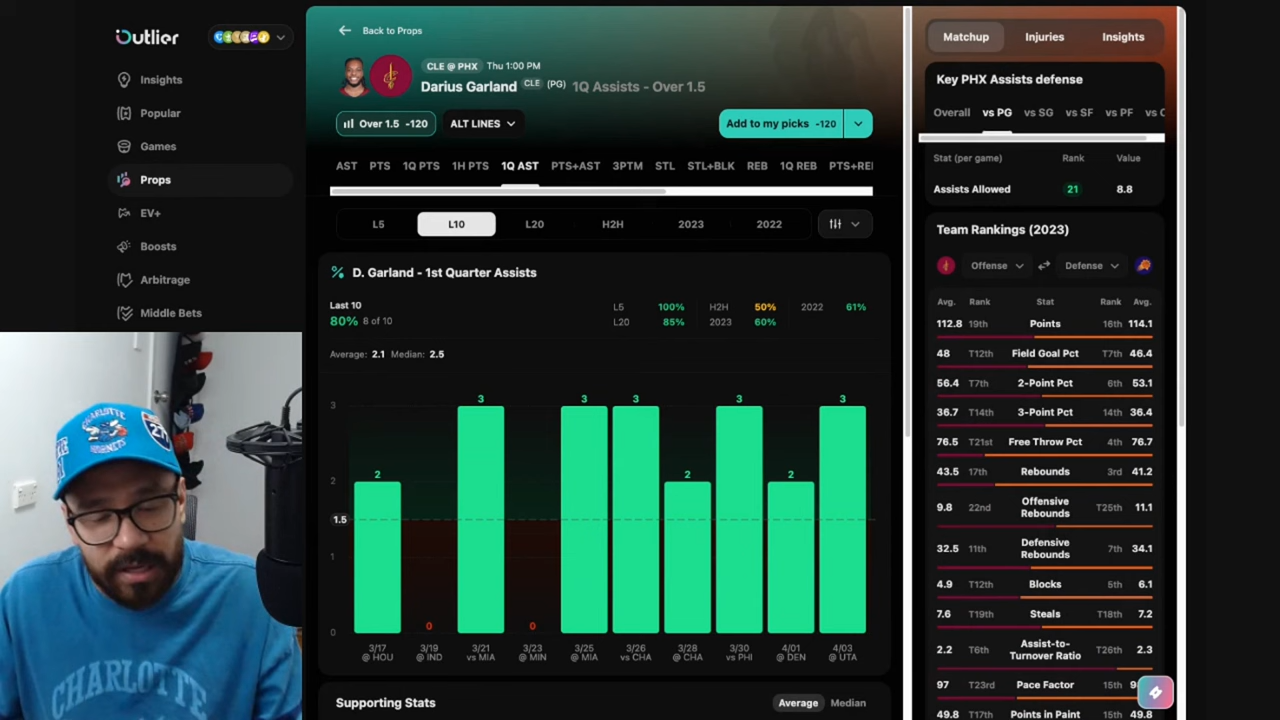 Outlier
Insights
Popular
Games
Props
EV+
Boosts
Arbitrage
Middle Bets
Back to Props
CLE @ PHX Thu 1:00 PM
Darius Garland CLE (PG) 1Q Assists - Over 1.5
Over 1.5 -120 ALT LINES
Add to my picks -120
AST PTS 1Q PTS 1H PTS 1Q AST PTS+AST 3PTM STL STL+BLK REB 1Q REB PTS+RE
L5 L10 L20 H2H 2023 2022
% D. Garland - 1st Quarter Assists
Last 10
80% 8 of 10
L5 100% H2H 50% 2022 61%
L20 85% 2023 60%
Average: 2.1 Median: 2.5
3
2
1.5
1
0
2 0 3 0 3 3 2 3 2 3
3/17 3/19 3/21 3/23 3/25 3/26 3/28 3/30 4/01 4/03
@ HOU @ IND vs MIA @ MIN @ MIA vs CHA @ CHA vs PHI @ DEN @ UTA
Supporting Stats Average Median
Matchup Injuries Insights
Key PHX Assists defense
Overall vs PG vs SG vs SF vs PF vs C
Stat (per game) Rank Value
Assists Allowed 21 8.8
Team Rankings (2023)
Offense Defense
Avg. Rank Stat Rank Avg.
112.8 19th Points 16th 114.1
48 T12th Field Goal Pct T7th 46.4
56.4 T7th 2-Point Pct 6th 53.1
36.7 T14th 3-Point Pct 14th 36.4
76.5 T21st Free Throw Pct 4th 76.7
43.5 17th Rebounds 3rd 41.2
9.8 22nd Offensive Rebounds T25th 11.1
32.5 11th Defensive Rebounds 7th 34.1
4.9 T12th Blocks 5th 6.1
7.6 T19th Steals T18th 7.2
2.2 T6th Assist-to-Turnover Ratio T26th 2.3
97 T23rd Pace Factor 15th
49.8 T17th Points in Paint 15th 49.8
CHARLOTTE
HORNETS
CHARLOTTE